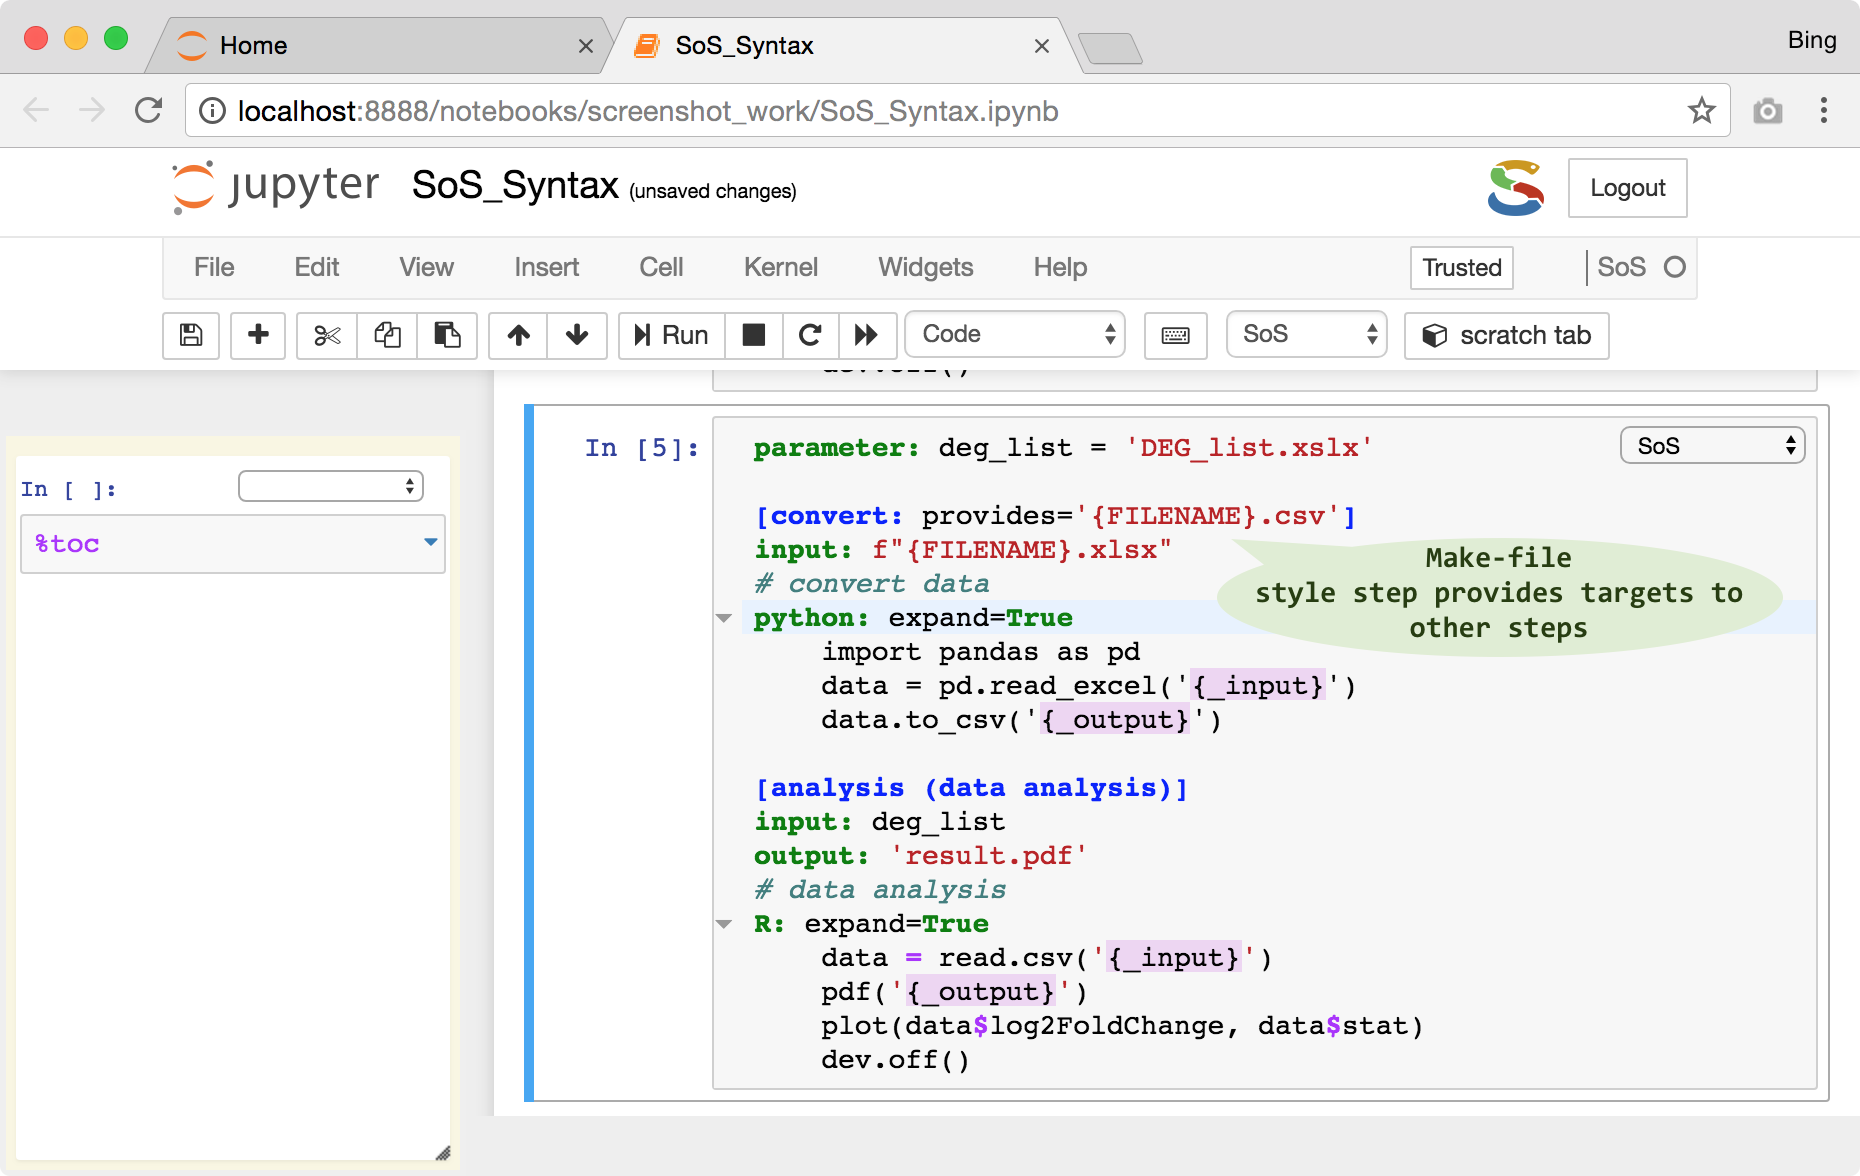 Home
SoS_Syntax
Bing
localhost:8888/notebooks/screenshot_work/SoS_Syntax.ipynb
jupyter SoS_Syntax (unsaved changes)
Logout
File Edit View Insert Cell Kernel Widgets Help Trusted SoS
Run Code SoS scratch tab
In [ ]:
%toc
In [5]:
parameter: deg_list = 'DEG_list.xslx'
SoS
[convert: provides='{FILENAME}.csv']
input: f"{FILENAME}.xlsx"
# convert data
python: expand=True
import pandas as pd
data = pd.read_excel('{_input}')
data.to_csv('{_output}')
Make-file
style step provides targets to
other steps
[analysis (data analysis)]
input: deg_list
output: 'result.pdf'
# data analysis
R: expand=True
data = read.csv('{_input}')
pdf('{_output}')
plot(data$log2FoldChange, data$stat)
dev.off()